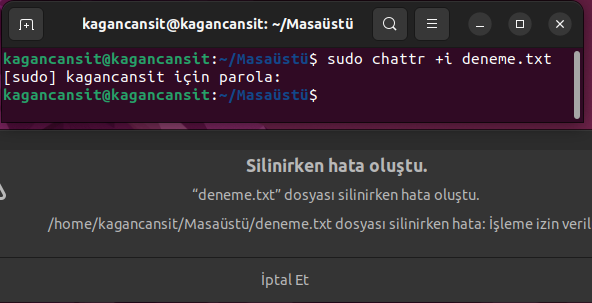 kagancansit@kagancansit: ~/Masaüstü
kagancansit@kagancansit:~/Masaüstü$ sudo chattr +i deneme.txt
[sudo] kagancansit için parola:
kagancansit@kagancansit:~/Masaüstü$
Silinirken hata oluştu.
“deneme.txt” dosyası silinirken hata oluştu.
/home/kagancansit/Masaüstü/deneme.txt dosyası silinirken hata: İşleme izin veril
İptal Et